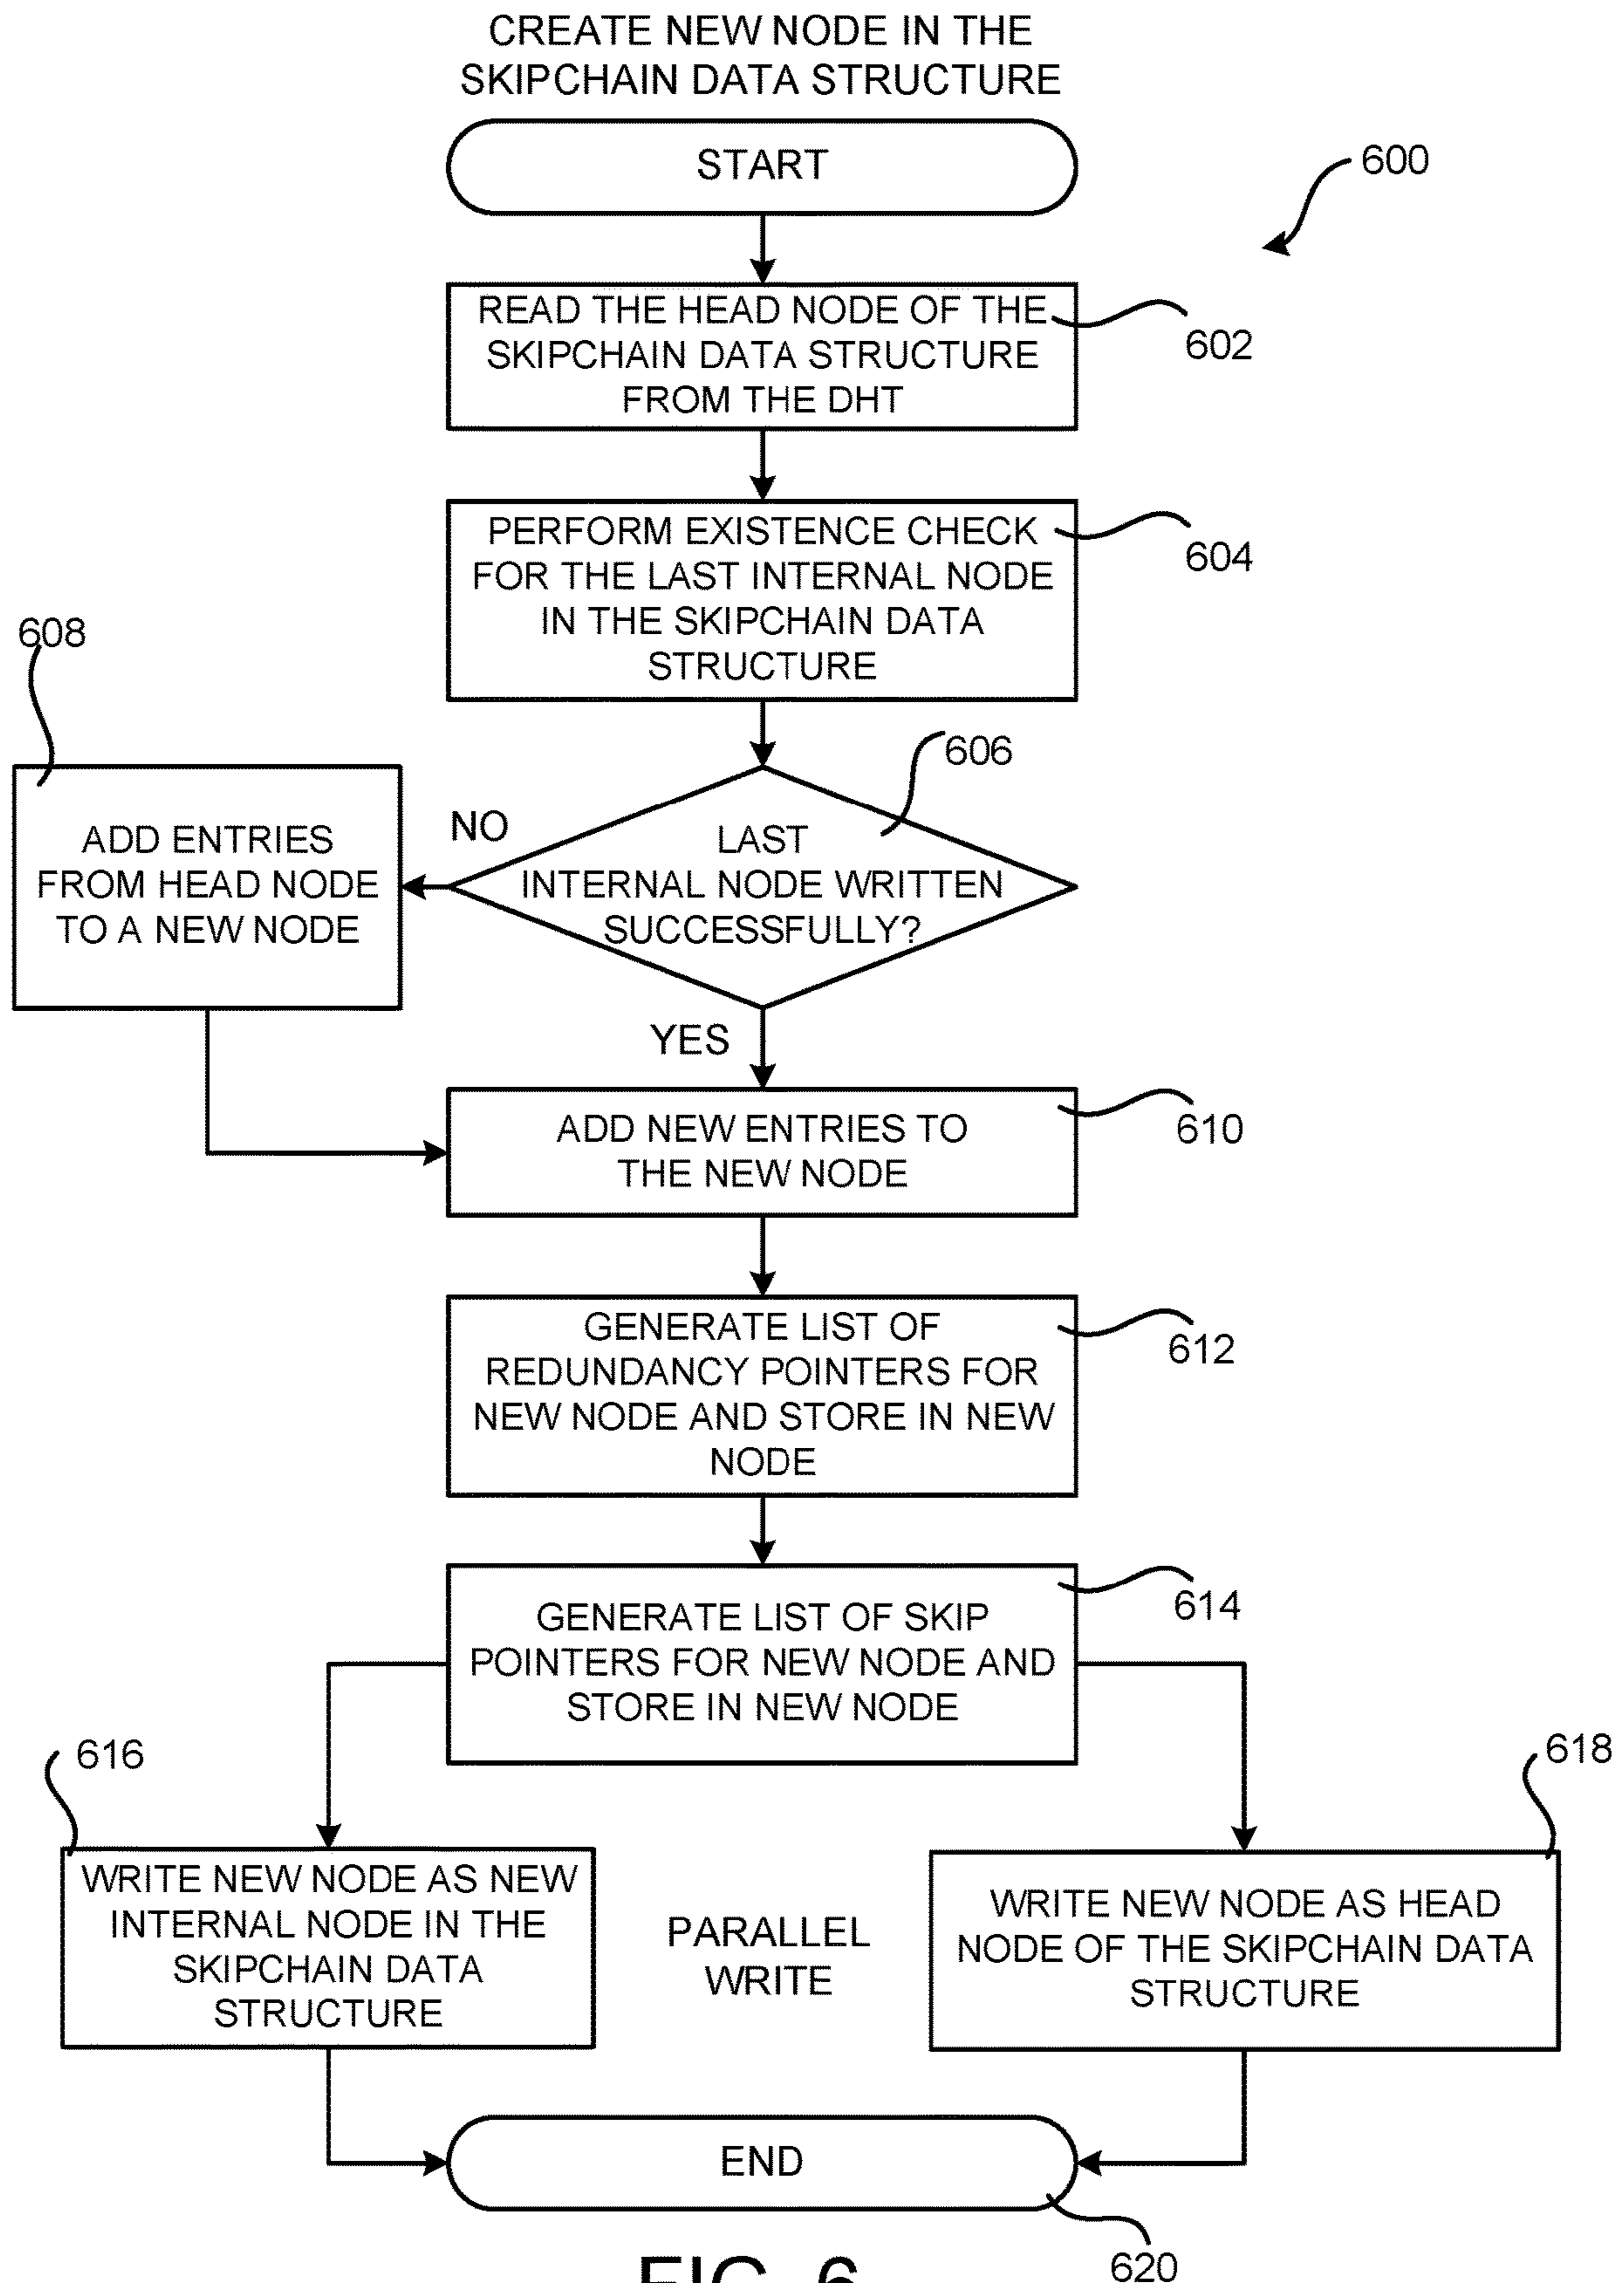 CREATE NEW NODE IN THE
SKIPCHAIN DATA STRUCTURE
START
600
READ THE HEAD NODE OF THE
SKIPCHAIN DATA STRUCTURE
FROM THE DHT
602
PERFORM EXISTENCE CHECK
FOR THE LAST INTERNAL NODE
IN THE SKIPCHAIN DATA
STRUCTURE
604
608
606
ADD ENTRIES
FROM HEAD NODE
TO A NEW NODE
NO
LAST
INTERNAL NODE WRITTEN
SUCCESSFULLY?
YES
ADD NEW ENTRIES TO
THE NEW NODE
610
GENERATE LIST OF
REDUNDANCY POINTERS FOR
NEW NODE AND STORE IN NEW
NODE
612
GENERATE LIST OF SKIP
POINTERS FOR NEW NODE AND
STORE IN NEW NODE
614
616
618
WRITE NEW NODE AS NEW
INTERNAL NODE IN THE
SKIPCHAIN DATA
STRUCTURE
PARALLEL
WRITE
WRITE NEW NODE AS HEAD
NODE OF THE SKIPCHAIN DATA
STRUCTURE
END
620
FIG. 6